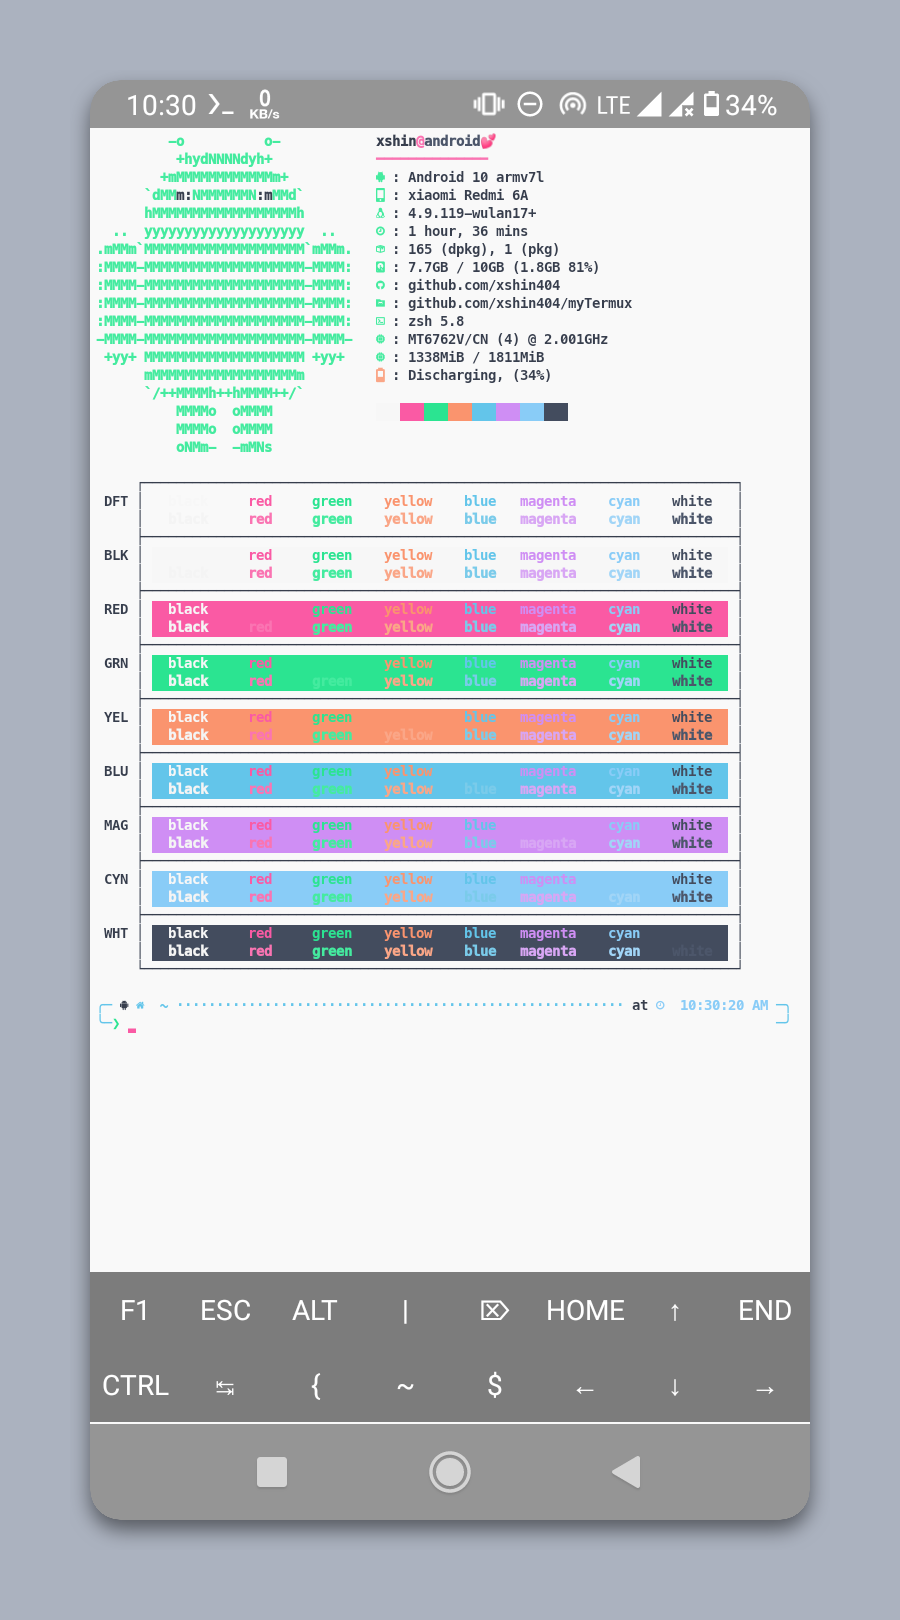 10:30 0 KB/s LTE 34%
-o          o-
+hydNNNNdyh+
+mMMMMMMMMMMMMm+
`dMMm:NMMMMMMN:mMMd`
hMMMMMMMMMMMMMMMMMMh
..  yyyyyyyyyyyyyyyyyyyy  ..
.mMMm`MMMMMMMMMMMMMMMMMMMM`mMMm.
:MMMM-MMMMMMMMMMMMMMMMMMMM-MMMM:
:MMMM-MMMMMMMMMMMMMMMMMMMM-MMMM:
:MMMM-MMMMMMMMMMMMMMMMMMMM-MMMM:
:MMMM-MMMMMMMMMMMMMMMMMMMM-MMMM:
-MMMM-MMMMMMMMMMMMMMMMMMMM-MMMM-
+yy+ MMMMMMMMMMMMMMMMMMMM +yy+
mMMMMMMMMMMMMMMMMMMm
`/++MMMMh++hMMMM++/`
MMMMo  oMMMM
MMMMo  oMMMM
oNMm-  -mMNs
xshin@android💕
: Android 10 armv7l
: xiaomi Redmi 6A
: 4.9.119-wulan17+
: 1 hour, 36 mins
: 165 (dpkg), 1 (pkg)
: 7.7GB / 10GB (1.8GB 81%)
: github.com/xshin404
: github.com/xshin404/myTermux
: zsh 5.8
: MT6762V/CN (4) @ 2.001GHz
: 1338MiB / 1811MiB
: Discharging, (34%)
DFT red green yellow blue magenta cyan white
black red green yellow blue magenta cyan white
BLK red green yellow blue magenta cyan white
black red green yellow blue magenta cyan white
RED black green yellow blue magenta cyan white
black red green yellow blue magenta cyan white
GRN black red yellow blue magenta cyan white
black red green yellow blue magenta cyan white
YEL black red green blue magenta cyan white
black red green yellow blue magenta cyan white
BLU black red green yellow magenta cyan white
black red green yellow blue magenta cyan white
MAG black red green yellow blue cyan white
black red green yellow blue magenta cyan white
CYN black red green yellow blue magenta white
black red green yellow blue magenta cyan white
WHT black red green yellow blue magenta cyan
black red green yellow blue magenta cyan white
~ ························································ at 10:30:20 AM
❯
F1 ESC ALT | ⌦ HOME ↑ END
CTRL ↹ { ~ $ ← ↓ →